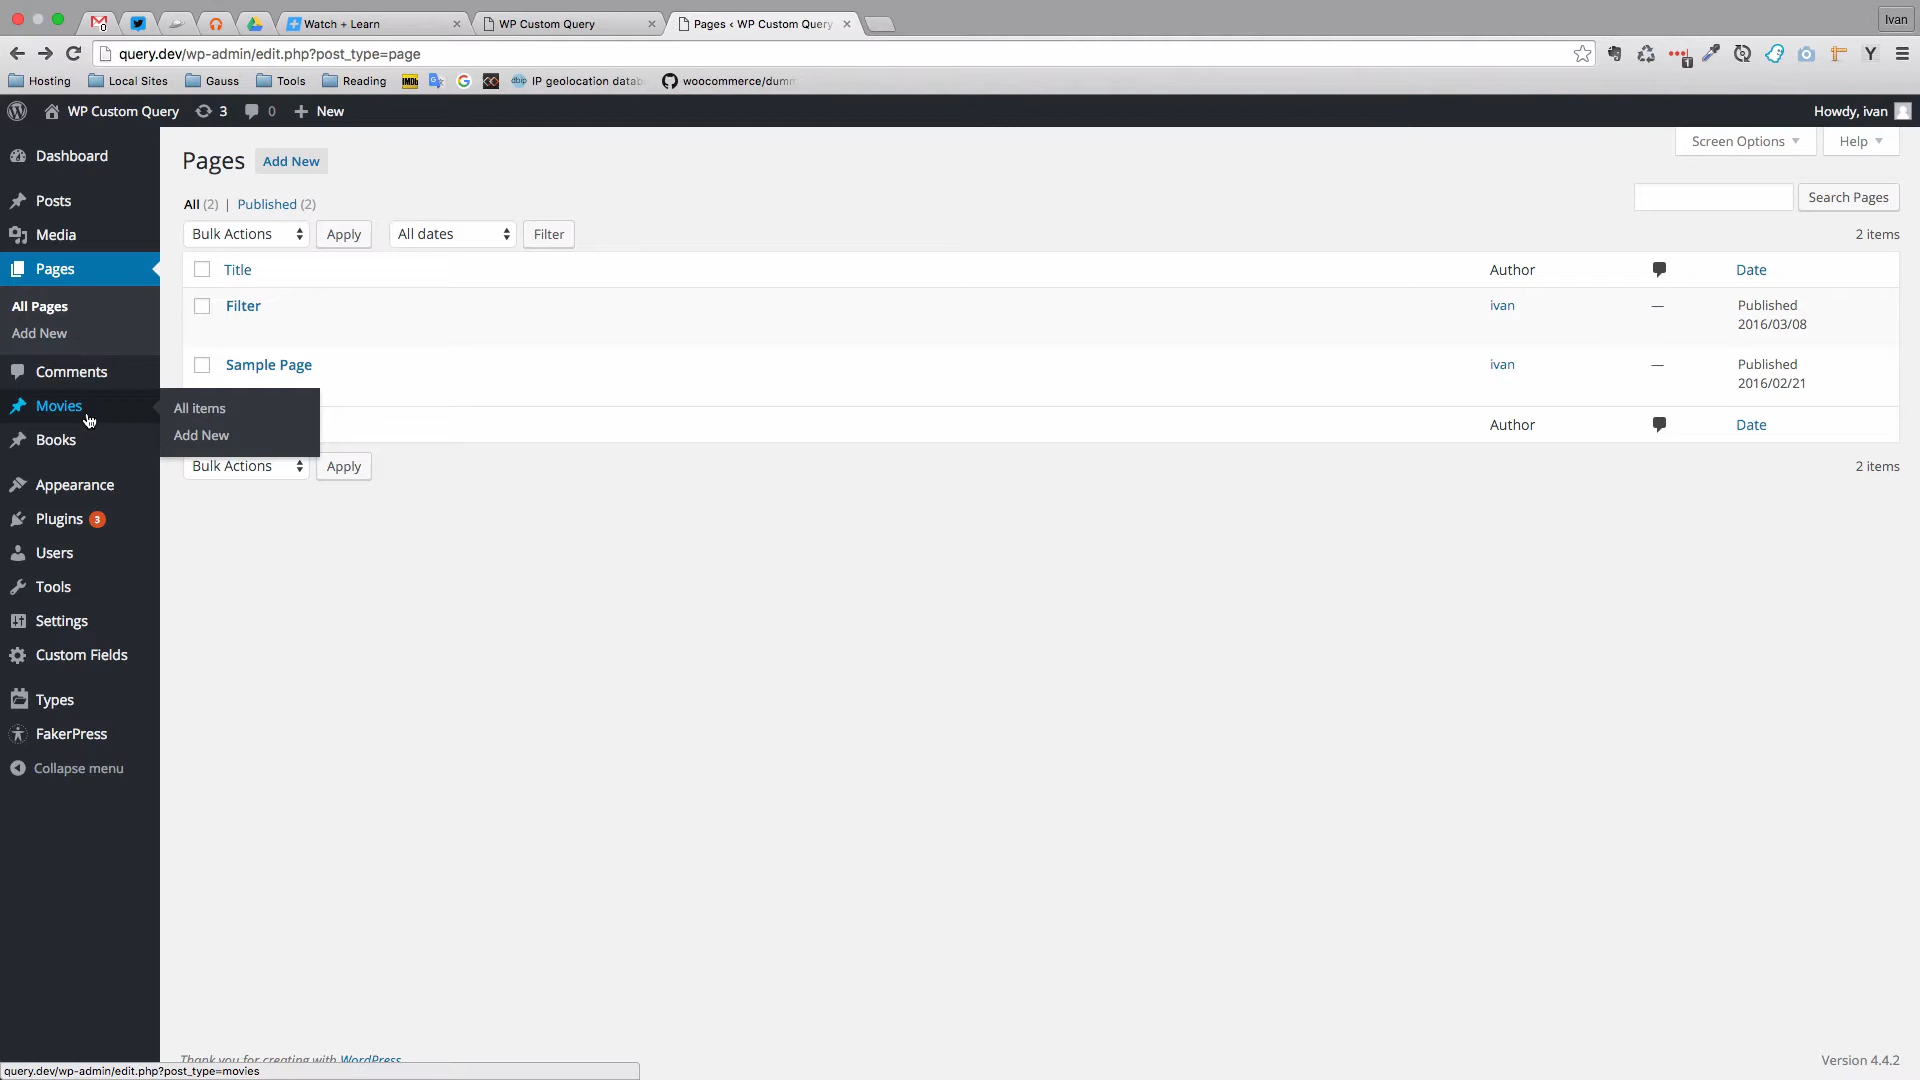 Watch + Learn
WP Custom Query
Pages ‹ WP Custom Query
Ivan
query.dev/wp-admin/edit.php?post_type=page
1
Hosting
Local Sites
Gauss
Tools
Reading
IMDb
IP geolocation datab
woocommerce/dumm
WP Custom Query
3
0
New
Howdy, ivan
Dashboard
Posts
Media
Pages
All Pages
Add New
Comments
Movies
All items
Add New
Books
Appearance
Plugins 3
Users
Tools
Settings
Custom Fields
Types
FakerPress
Collapse menu
Pages
Add New
Screen Options
Help
All (2) | Published (2)
Search Pages
Bulk Actions
Apply
All dates
Filter
2 items
Title
Author
Date
Filter
ivan
—
Published
2016/03/08
Sample Page
ivan
—
Published
2016/02/21
Author
Date
Bulk Actions
Apply
2 items
Thank you for creating with WordPress.
Version 4.4.2
query.dev/wp-admin/edit.php?post_type=movies